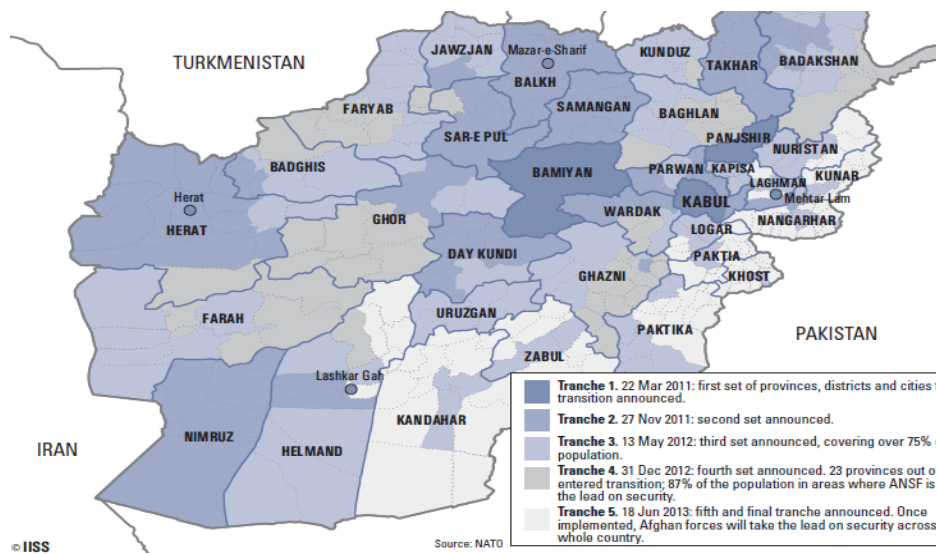 TURKMENISTAN
JAWZJAN
Mazar-e-Sharif
KUNDUZ
TAKHAR
BADAKSHAN
BALKH
FARYAB
SAMANGAN
BAGHLAN
SAR-E PUL
PANJSHIR
NURISTAN
BADGHIS
BAMIYAN
PARWAN
KAPISA
KUNAR
LAGHMAN
Herat
KABUL
Mehtar Lam
HERAT
GHOR
WARDAK
NANGARHAR
LOGAR
DAY KUNDI
PAKTIA
GHAZNI
KHOST
FARAH
URUZGAN
PAKTIKA
PAKISTAN
ZABUL
Lashkar Gah
KANDAHAR
NIMRUZ
HELMAND
IRAN
Tranche 1. 22 Mar 2011: first set of provinces, districts and cities
transition announced.
Tranche 2. 27 Nov 2011: second set announced.
Tranche 3. 13 May 2012: third set announced, covering over 75%
population.
Tranche 4. 31 Dec 2012: fourth set announced. 23 provinces out
entered transition; 87% of the population in areas where ANSF is
the lead on security.
Tranche 5. 18 Jun 2013: fifth and final tranche announced. Once
implemented, Afghan forces will take the lead on security across
whole country.
© IISS
Source: NATO